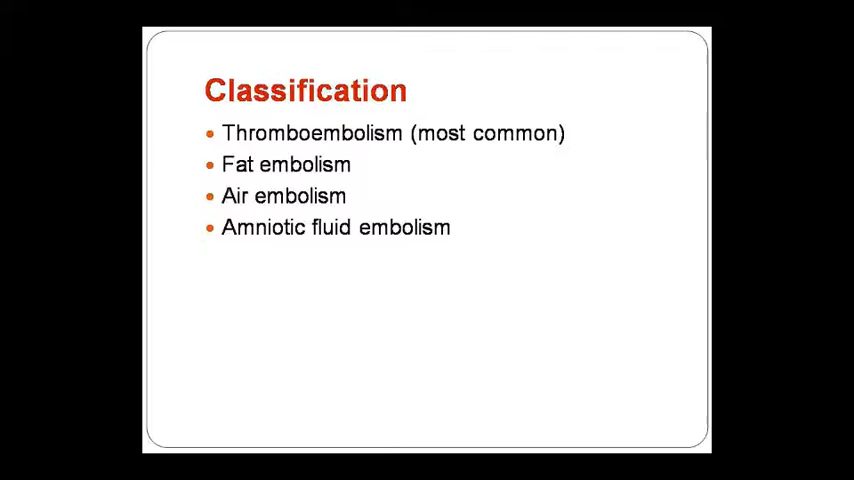 Classification
• Thromboembolism (most common)
• Fat embolism
• Air embolism
• Amniotic fluid embolism